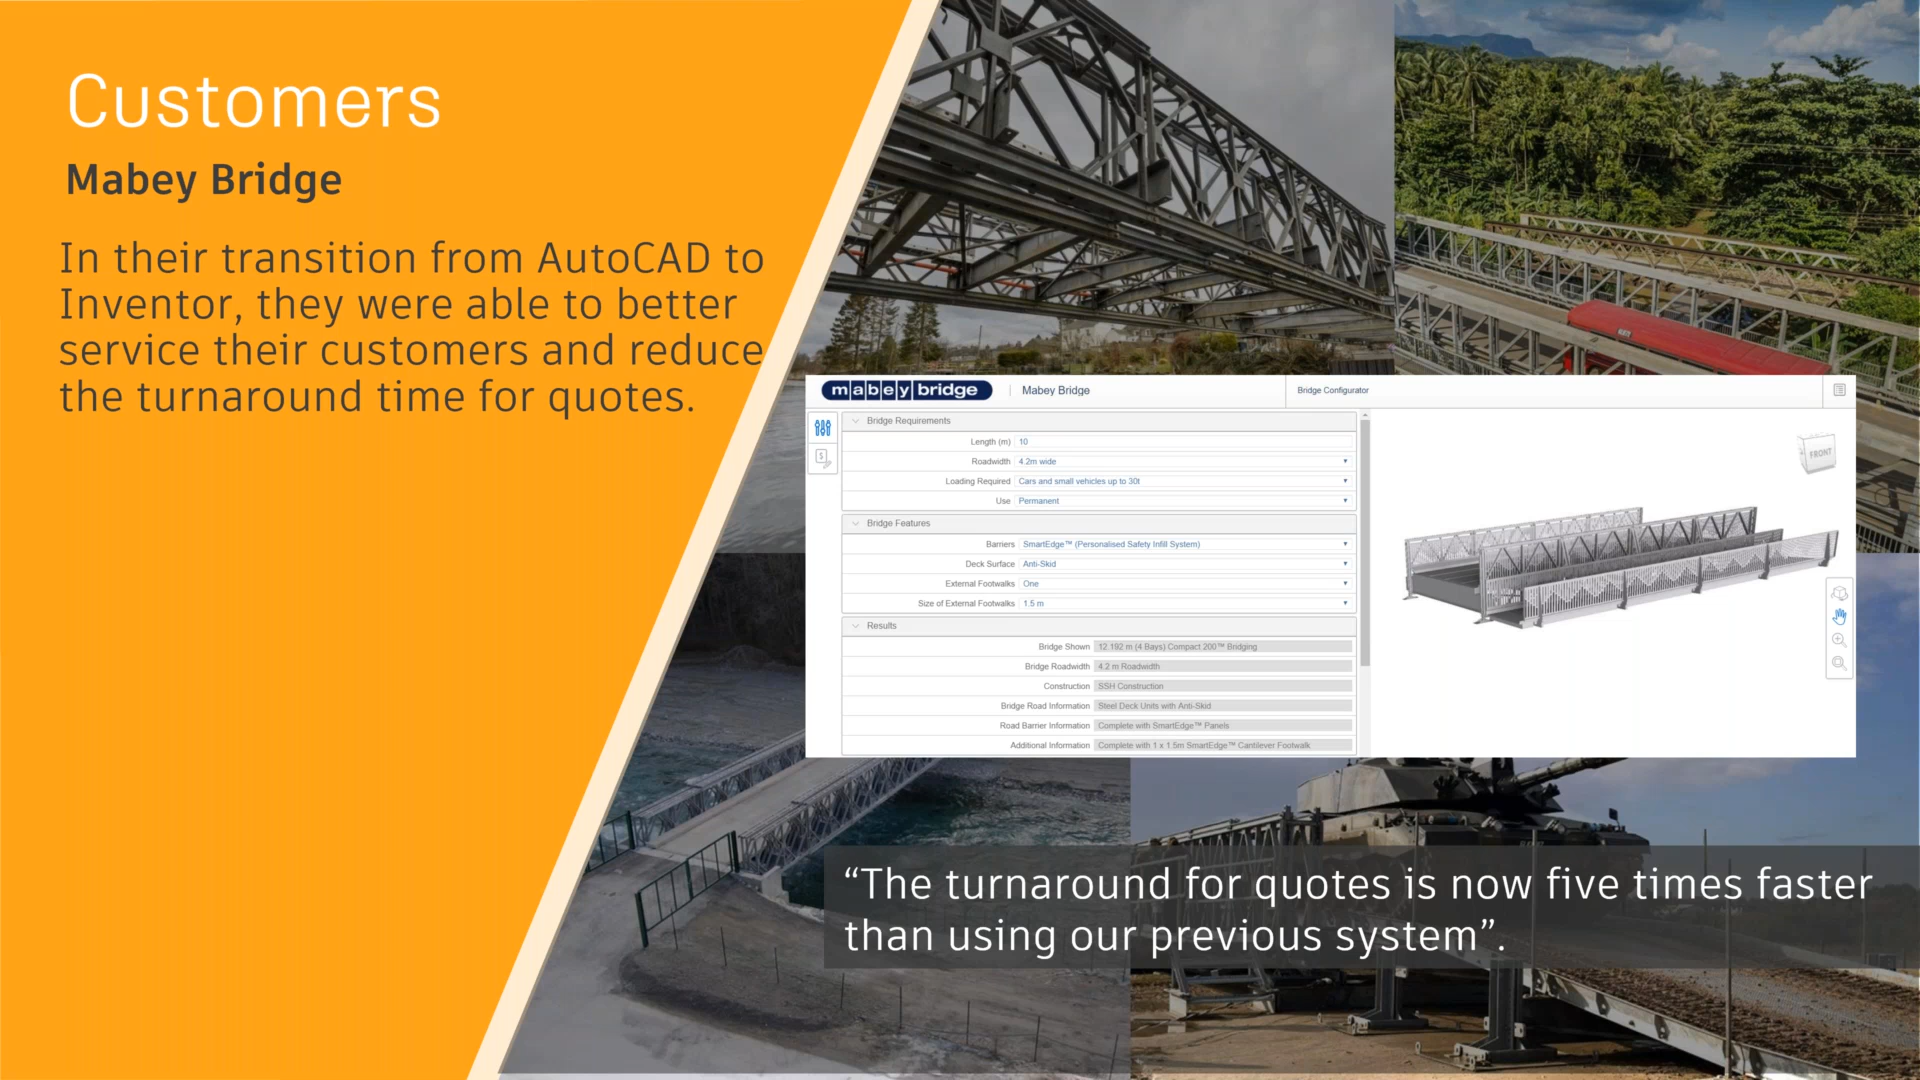 Customers
Mabey Bridge
In their transition from AutoCAD to
Inventor, they were able to better
service their customers and reduce
the turnaround time for quotes.
mabey bridge
Mabey Bridge
Bridge Configurator
Bridge Requirements
Length (m) 10
Roadwidth 4.2m wide
Loading Required Cars and small vehicles up to 30t
Use Permanent
Bridge Features
Barriers SmartEdge™ (Personalised Safety Infill System)
Deck Surface Anti-Skid
External Footwalks One
Size of External Footwalks 1.5 m
Results
Bridge Shown 12.192 m (4 Bays) Compact 200™ Bridging
Bridge Roadwidth 4.2 m Roadwidth
Construction SSH Construction
Bridge Road Information Steel Deck Units with Anti-Skid
Road Barrier Information Complete with SmartEdge™ Panels
Additional Information Complete with 1 x 1.5m SmartEdge™ Cantilever Footwalk
FRONT
“The turnaround for quotes is now five times faster
than using our previous system”.